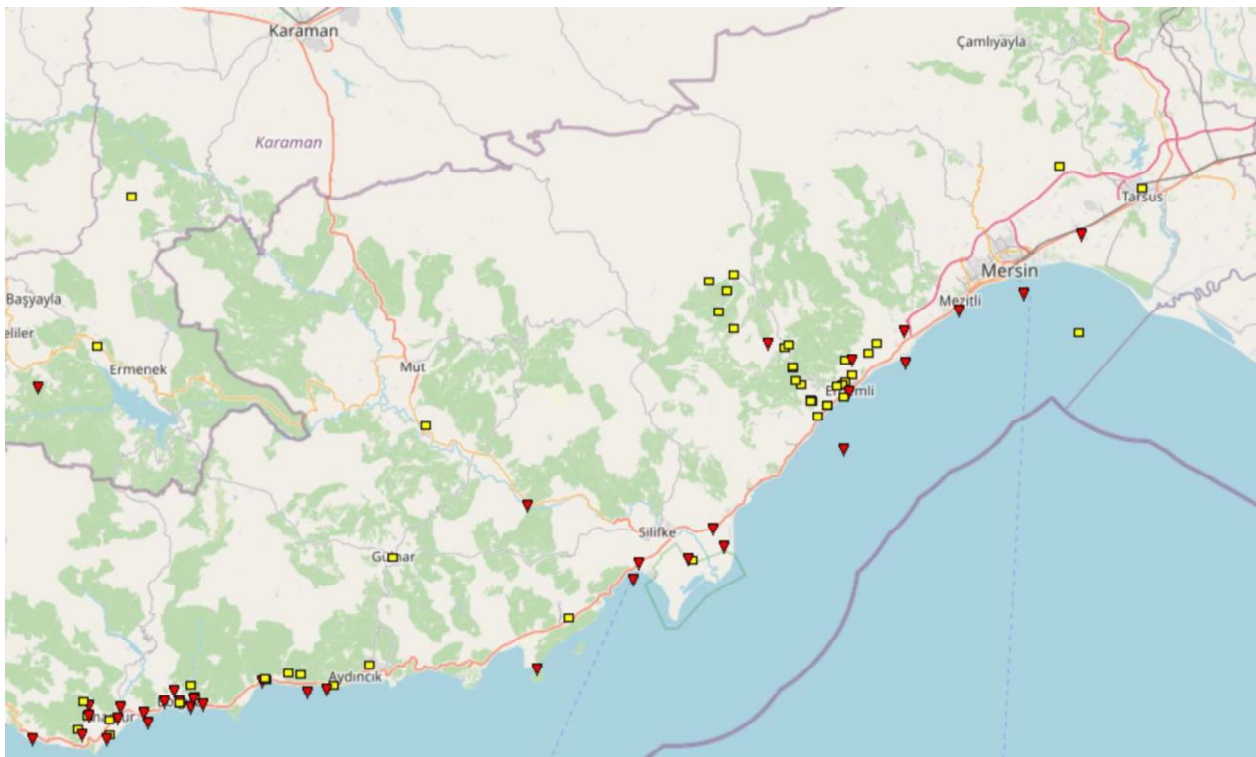 Karaman
Çamlıyayla
Karaman
Tarsus
Mersin
Mezitli
Başyayla
eliler
Ermenek
Mut
Silifke
Aydıncık